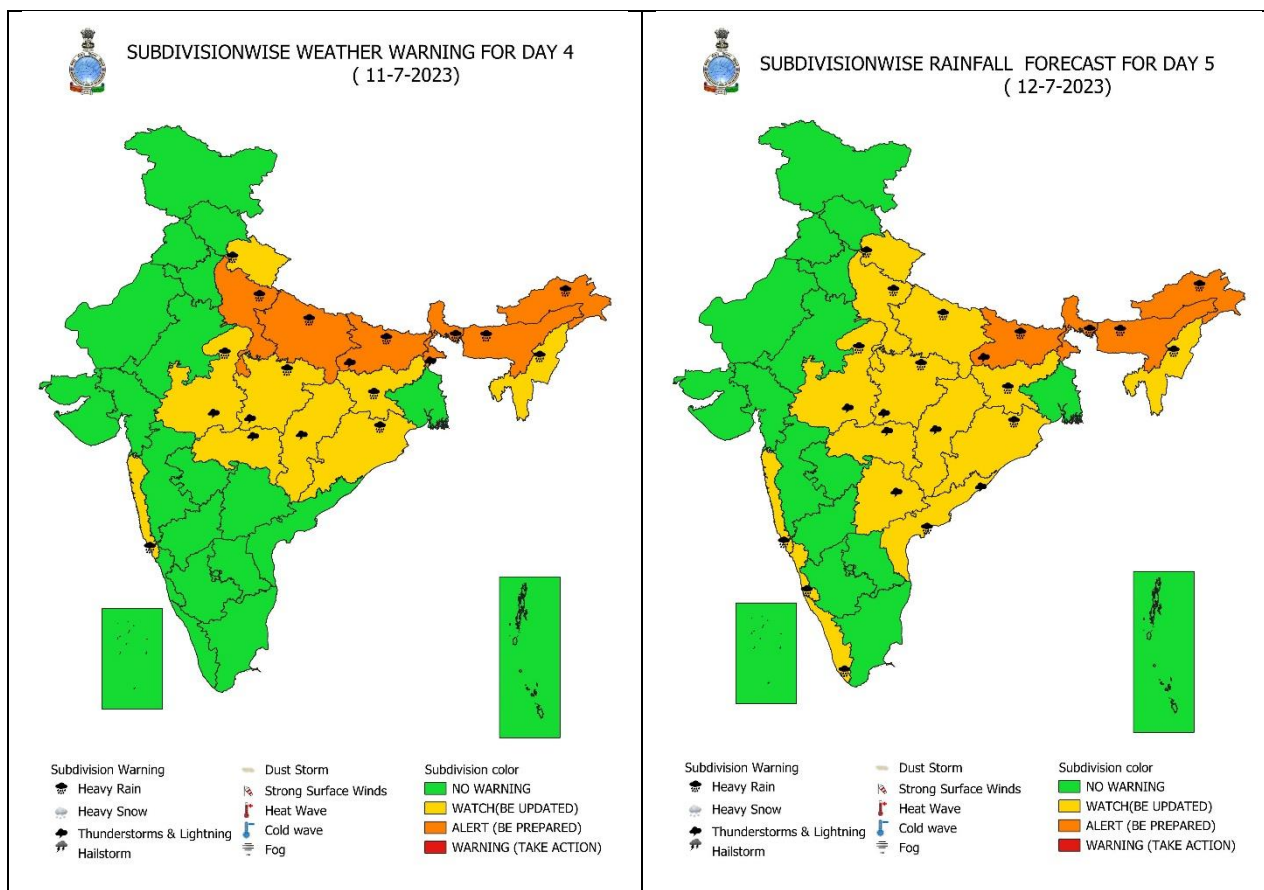 SUBDIVISIONWISE WEATHER WARNING FOR DAY 4
( 11-7-2023)
Subdivision Warning
Heavy Rain
Heavy Snow
Thunderstorms & Lightning
Hailstorm
Dust Storm
Strong Surface Winds
Heat Wave
Cold wave
Fog
Subdivision color
NO WARNING
WATCH(BE UPDATED)
ALERT (BE PREPARED)
WARNING (TAKE ACTION)
SUBDIVISIONWISE RAINFALL FORECAST FOR DAY 5
( 12-7-2023)
Subdivision Warning
Heavy Rain
Heavy Snow
Thunderstorms & Lightning
Hailstorm
Dust Storm
Strong Surface Winds
Heat Wave
Cold wave
Fog
Subdivision color
NO WARNING
WATCH(BE UPDATED)
ALERT (BE PREPARED)
WARNING (TAKE ACTION)